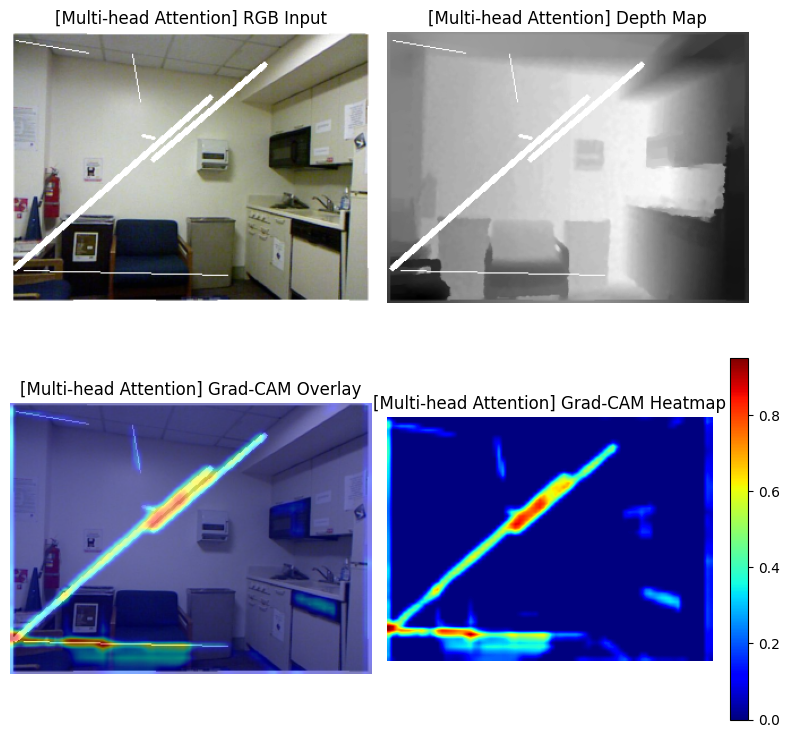 [Multi-head Attention] RGB Input
[Multi-head Attention] Depth Map
[Multi-head Attention] Grad-CAM Overlay
[Multi-head Attention] Grad-CAM Heatmap
0.8
0.6
0.4
0.2
0.0